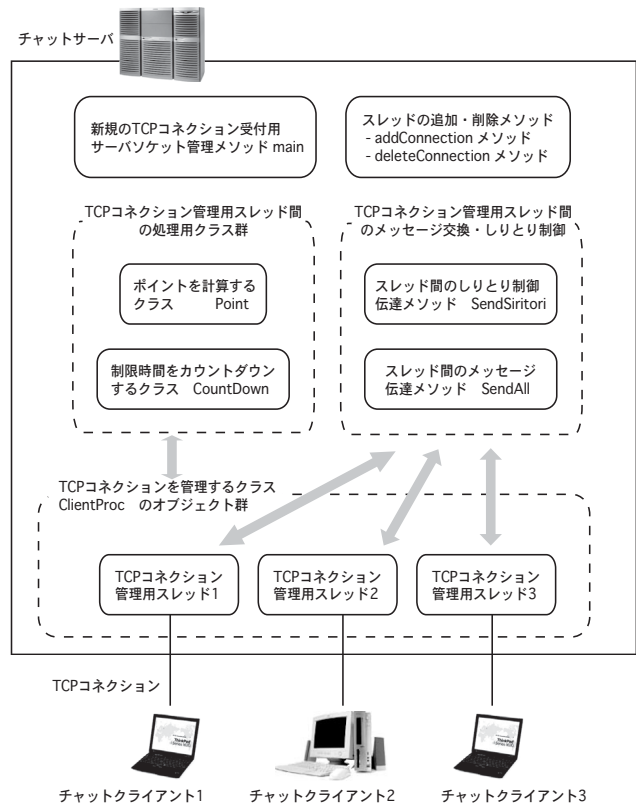 チャットサーバ
新規のTCPコネクション受付用
サーバソケット管理メソッド main
スレッドの追加・削除メソッド
- addConnection メソッド
- deleteConnection メソッド
TCPコネクション管理用スレッド間
の処理用クラス群
ポイントを計算する
クラス Point
制限時間をカウントダウン
するクラス CountDown
TCPコネクション管理用スレッド間
のメッセージ交換・しりとり制御
スレッド間のしりとり制御
伝達メソッド SendSiritori
スレッド間のメッセージ
伝達メソッド SendAll
TCPコネクションを管理するクラス
ClientProc のオブジェクト群
TCPコネクション
管理用スレッド1
TCPコネクション
管理用スレッド2
TCPコネクション
管理用スレッド3
TCPコネクション
チャットクライアント1
チャットクライアント2
チャットクライアント3